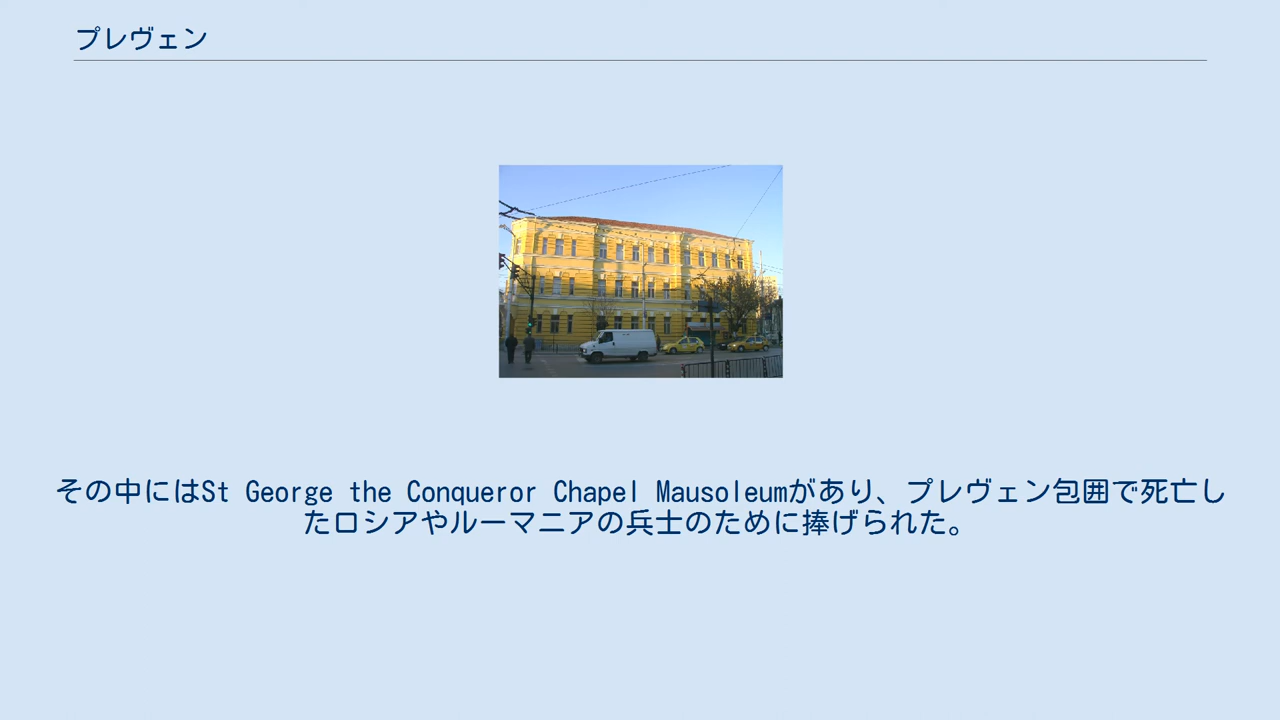 プレヴェン
その中にはSt George the Conqueror Chapel Mausoleumがあり、プレヴェン包囲で死亡し
たロシアやルーマニアの兵士のために捧げられた。